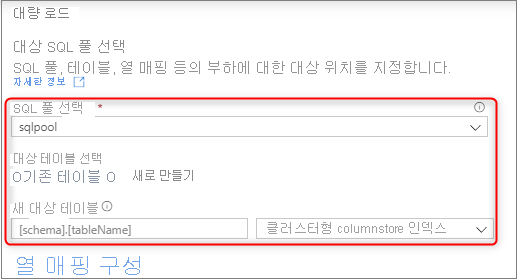 대량 로드
대상 SQL 풀 선택
SQL 풀, 테이블, 열 매핑 등의 부하에 대한 대상 위치를 지정합니다.
자세한 정보
SQL 풀 선택 *
sqlpool
대상 테이블 선택
O기존 테이블 O 새로 만들기
새 대상 테이블
[schema].[tableName] 클러스터형 columnstore 인덱스
열 매핑 구성